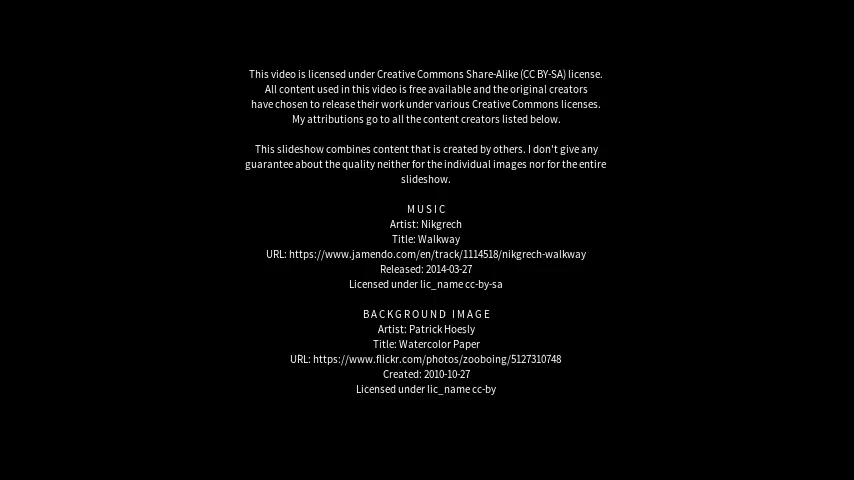 This video is licensed under Creative Commons Share-Alike (CC BY-SA) license.
All content used in this video is free available and the original creators
have chosen to release their work under various Creative Commons licenses.
My attributions go to all the content creators listed below.
This slideshow combines content that is created by others. I don't give any
guarantee about the quality neither for the individual images nor for the entire
slideshow.
MUSIC
Artist: Nikgrech
Title: Walkway
URL: https://www.jamendo.com/en/track/1114518/nikgrech-walkway
Released: 2014-03-27
Licensed under lic_name cc-by-sa
BACKGROUND IMAGE
Artist: Patrick Hoesly
Title: Watercolor Paper
URL: https://www.flickr.com/photos/zooboing/5127310748
Created: 2010-10-27
Licensed under lic_name cc-by